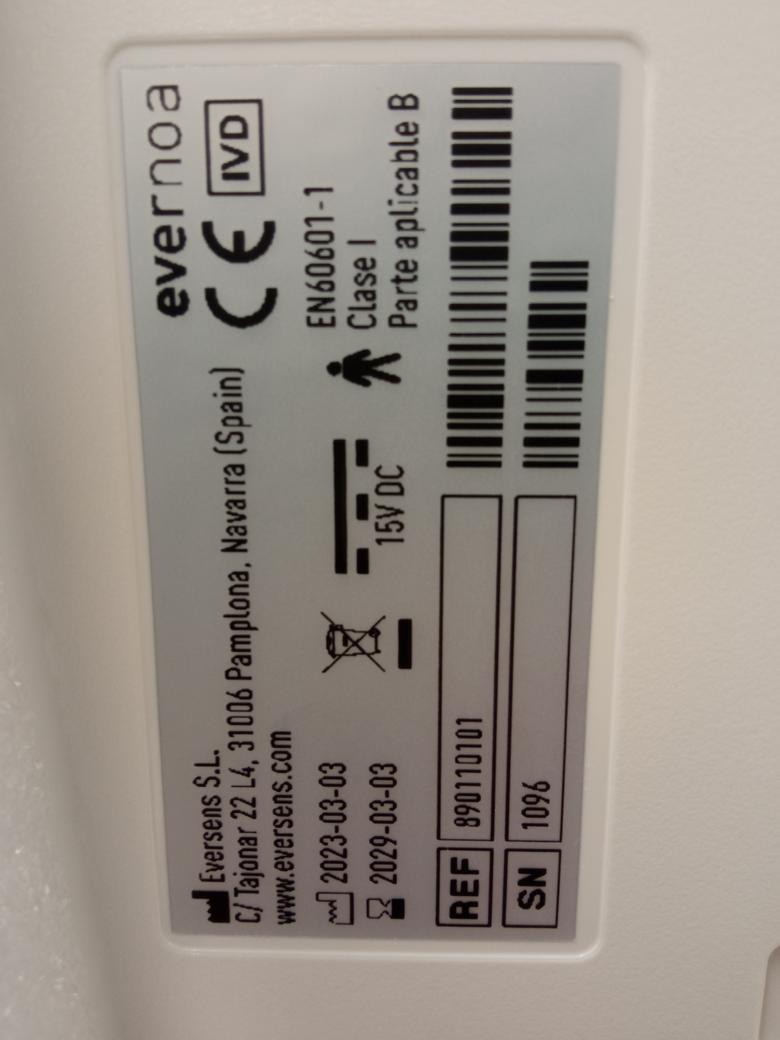 evernoa
Eversens S.L.
C/ Tajonar 22 L4, 31006 Pamplona, Navarra (Spain)
www.eversens.com
CE IVD
2023-03-03
2029-03-03
15V DC
EN60601-1
Clase I
Parte aplicable B
REF 890110101
SN 1096